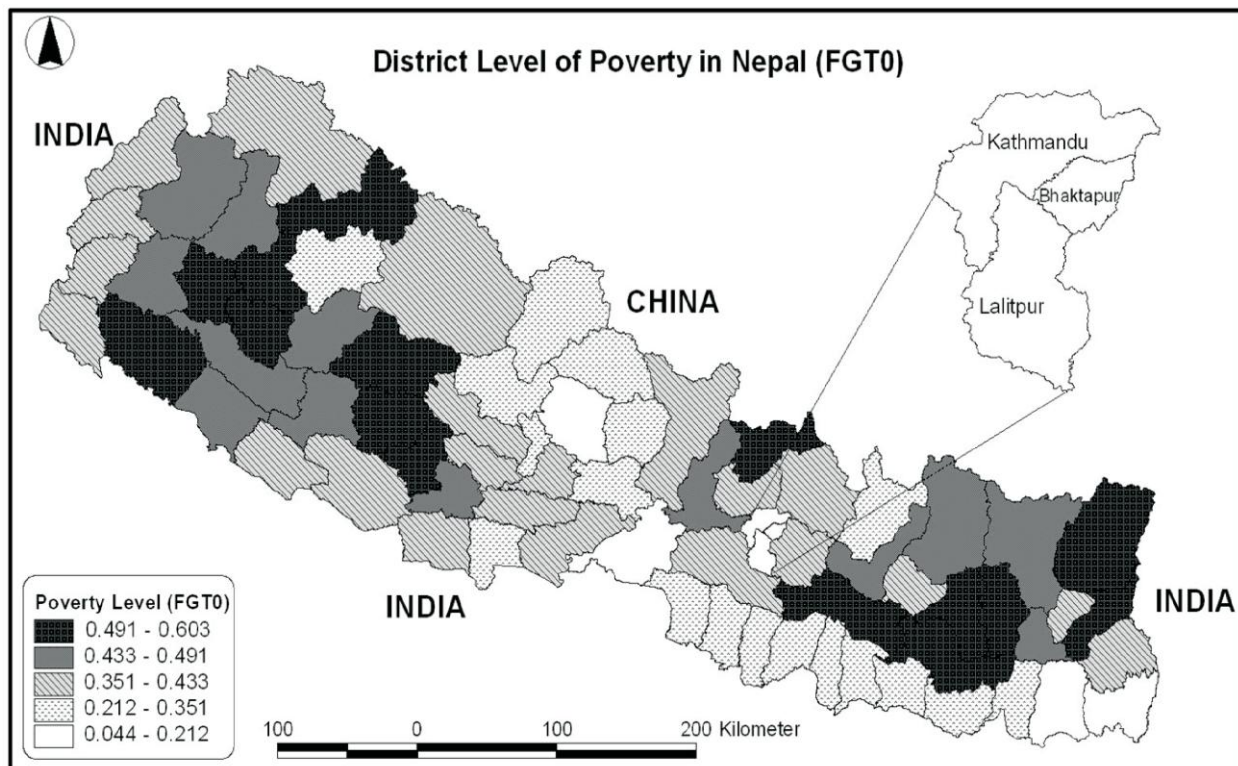 District Level of Poverty in Nepal (FGT0)
INDIA
Kathmandu
Bhaktapur
Lalitpur
CHINA
INDIA
INDIA
Poverty Level (FGT0)
0.491 - 0.603
0.433 - 0.491
0.351 - 0.433
0.212 - 0.351
0.044 - 0.212
100 0 100 200 Kilometer